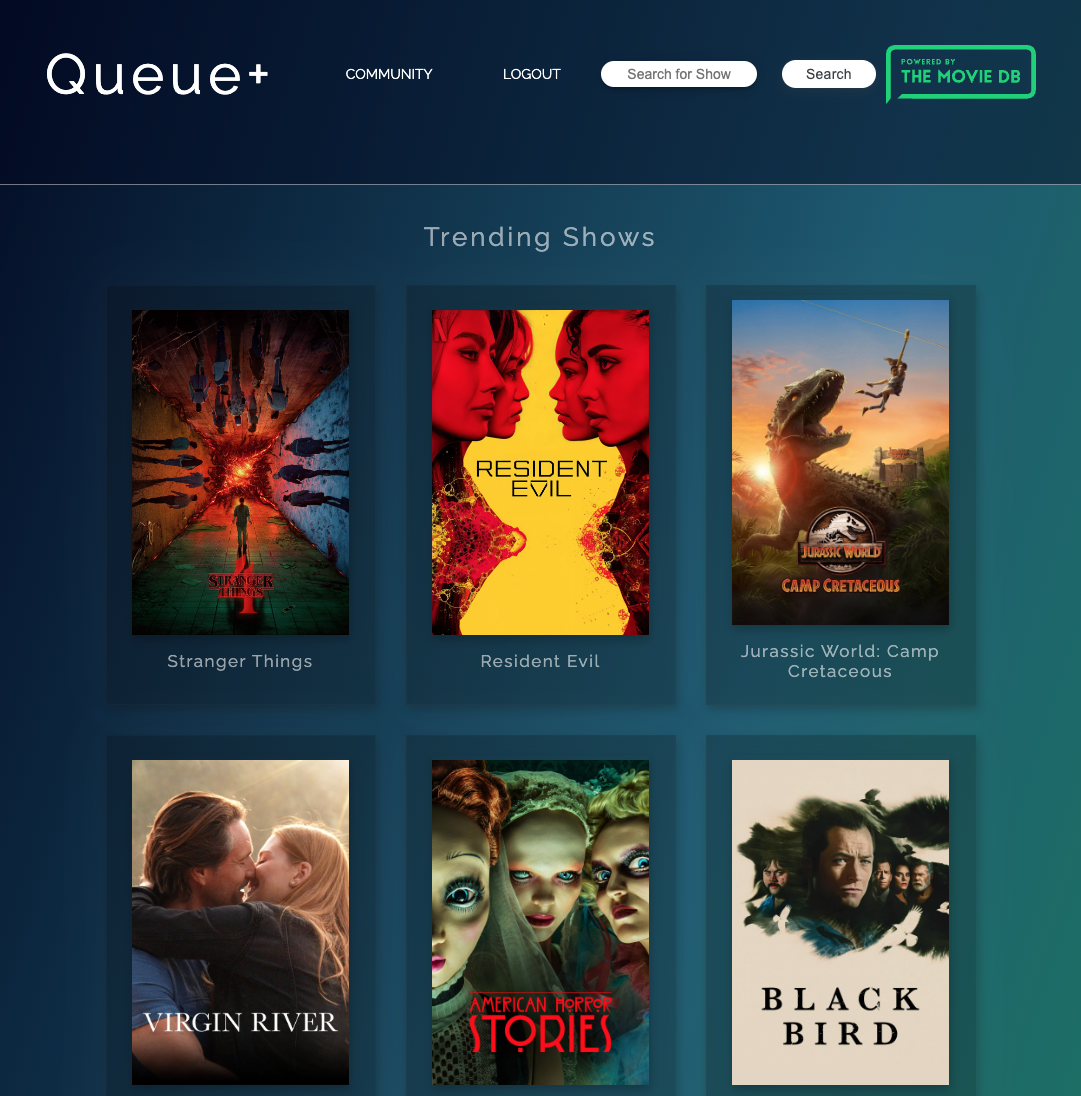 Queue+
COMMUNITY
LOGOUT
Search for Show
Search
POWERED BY
THE MOVIE DB
Trending Shows
STRANGER
THINGS
4
RESIDENT
EVIL
JURASSIC WORLD
CAMP CRETACEOUS
Stranger Things
Resident Evil
Jurassic World: Camp
Cretaceous
VIRGIN RIVER
AMERICAN HORROR
STORIES
BLACK
BIRD